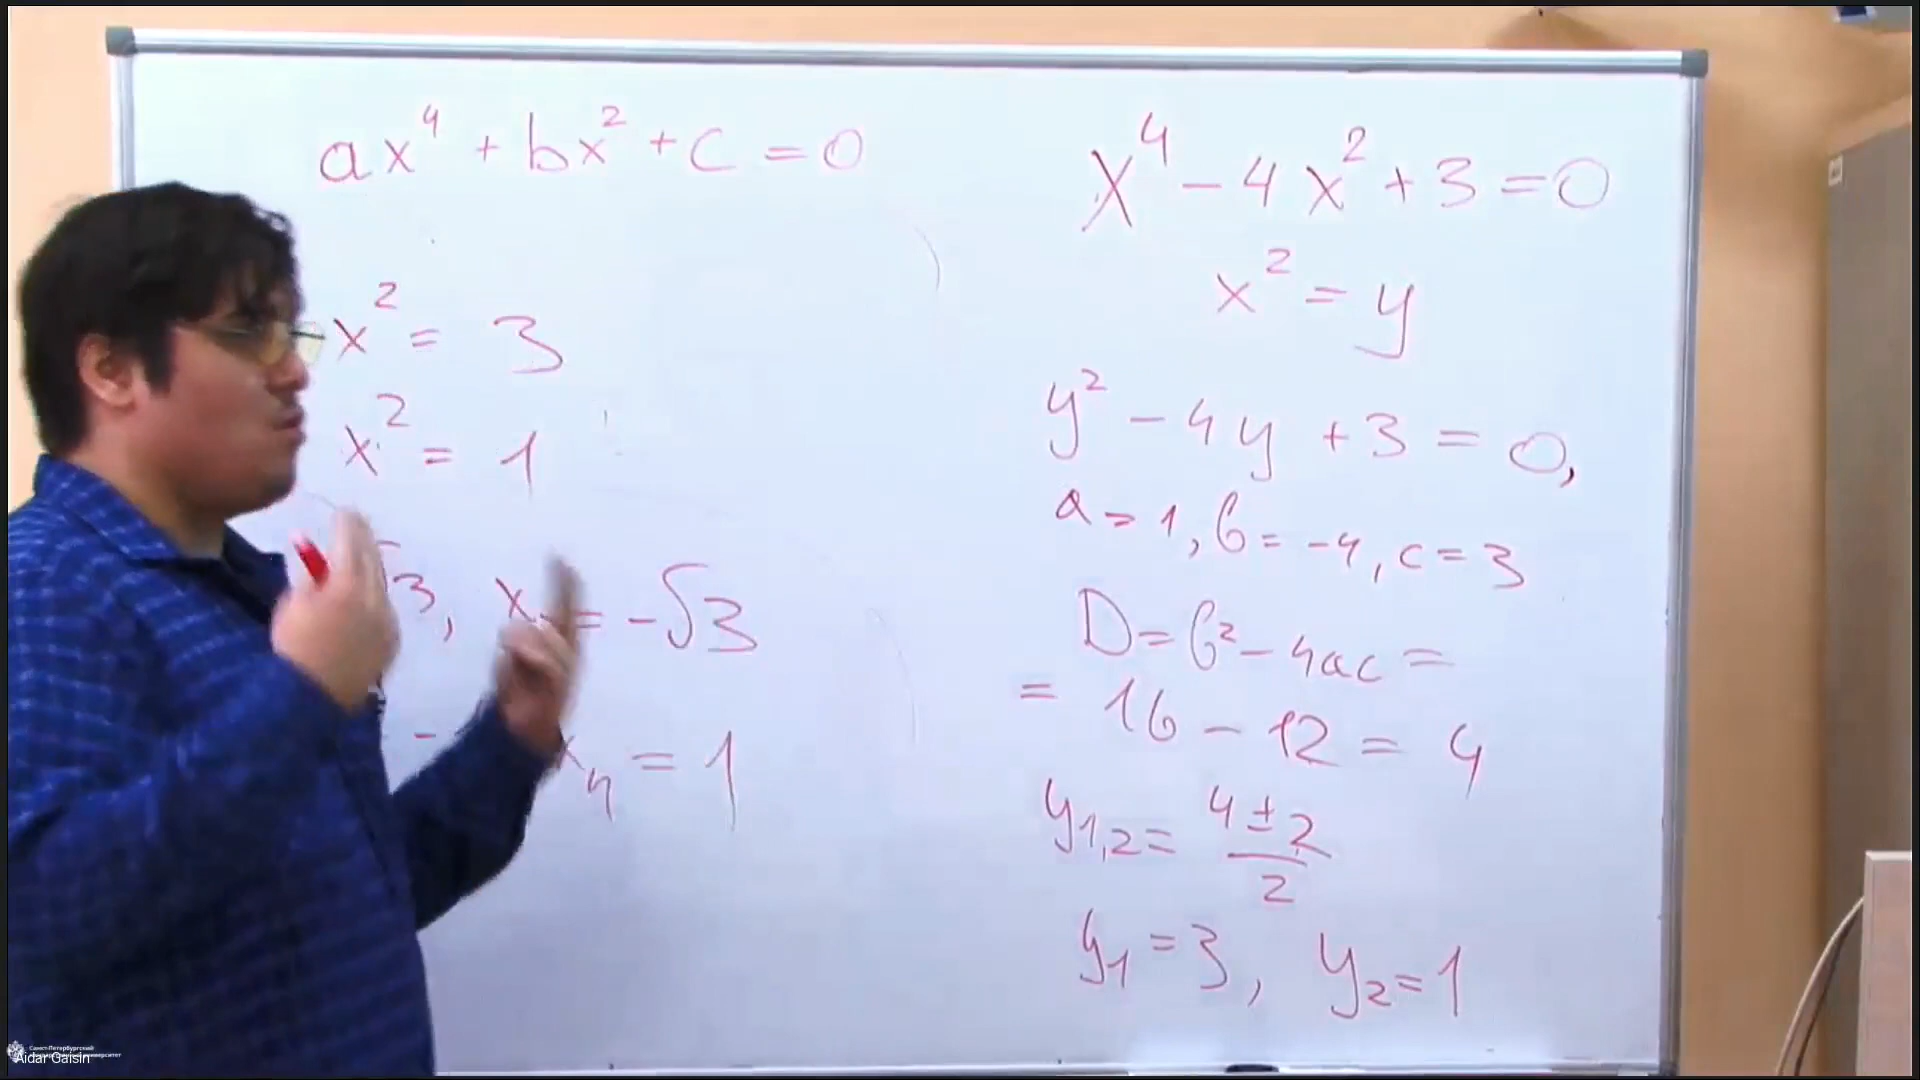 ax⁴ + bx² + c = 0
x² = 3
x² = 1
√3, x = -√3
- x₄ = 1
x⁴ - 4x² + 3 = 0
x² = y
y² - 4y + 3 = 0,
a = 1, b = -4, c = 3
D = b² - 4ac =
= 16 - 12 = 4
y₁,₂ = (4 ± 2)/2
y₁ = 3, y₂ = 1
Санкт-Петербургский
Aidar Gaisin